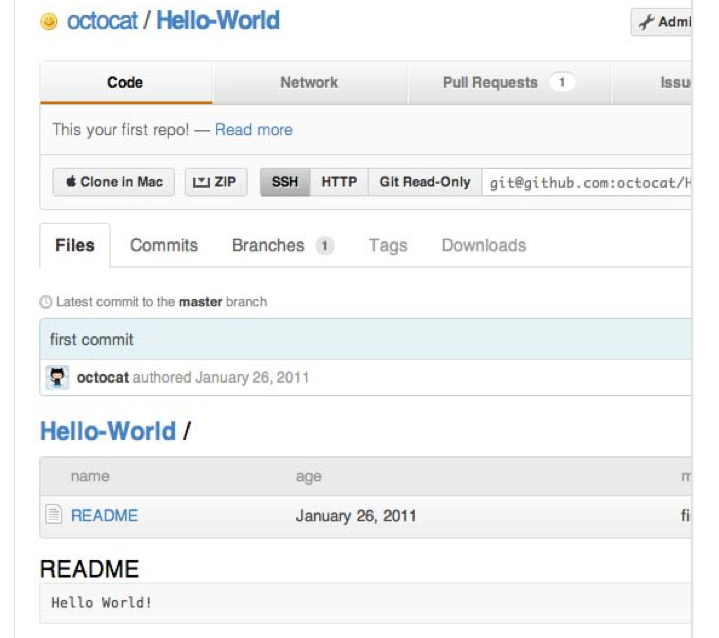 octocat / Hello-World
Admi
Code Network Pull Requests 1 Issu
This your first repo! — Read more
Clone in Mac ZIP SSH HTTP Git Read-Only git@github.com:octocat/H
Files Commits Branches 1 Tags Downloads
Latest commit to the master branch
first commit
octocat authored January 26, 2011
Hello-World /
name age m
README January 26, 2011 fi
README
Hello World!